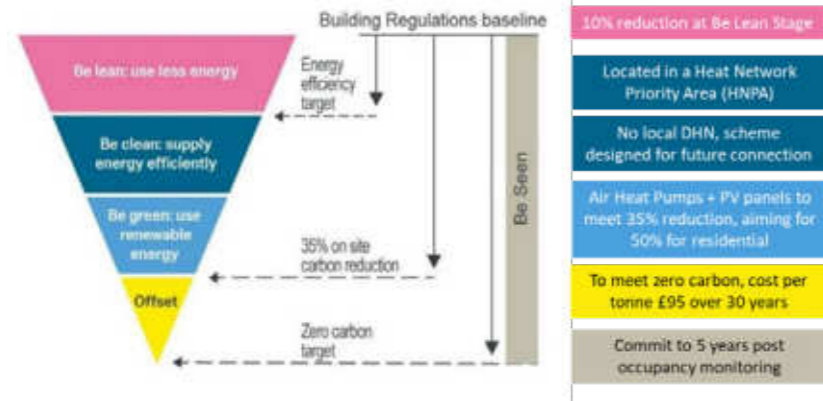 Building Regulations baseline
Be lean: use less energy
Energy
efficiency
target
Be clean: supply
energy efficiently
Be green: use
renewable
energy
35% on site
carbon reduction
Offset
Zero carbon
target
Be Seen
10% reduction at Be Lean Stage
Located in a Heat Network
Priority Area (HNPA)
No local DHN, scheme
designed for future connection
Air Heat Pumps + PV panels to
meet 35% reduction, aiming for
50% for residential
To meet zero carbon, cost per
tonne £95 over 30 years
Commit to 5 years post
occupancy monitoring